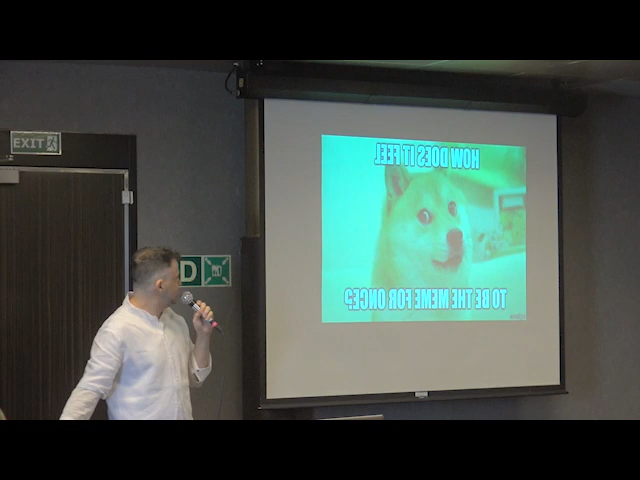 EXIT
D
HOW DOES IT FEEL
TO BE THE MEME FOR ONCE?